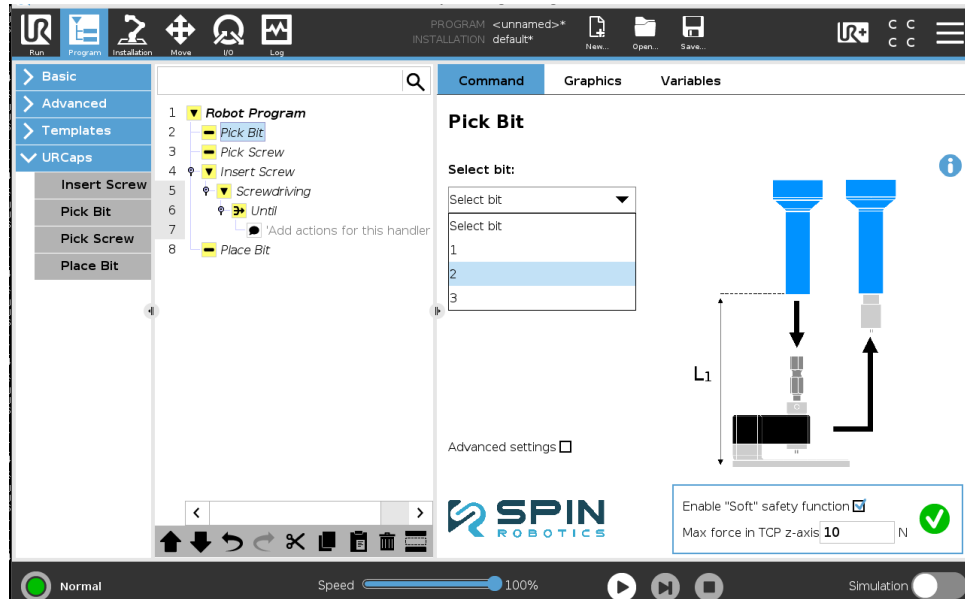 PROGRAM <unnamed>*
INSTALLATION default*
Run
Program
Installation
Move
I/O
Log
New...
Open...
Save...
UR+
C C
C C
Basic
Advanced
Templates
URCaps
Insert Screw
Pick Bit
Pick Screw
Place Bit
1 Robot Program
2 Pick Bit
3 Pick Screw
4 Insert Screw
5 Screwdriving
6 Until
7 'Add actions for this handler
8 Place Bit
Command Graphics Variables
Pick Bit
Select bit:
Select bit
Select bit
1
2
3
L1
Advanced settings
SPIN
ROBOTICS
Enable "Soft" safety function
Max force in TCP z-axis 10 N
Normal
Speed 100%
Simulation